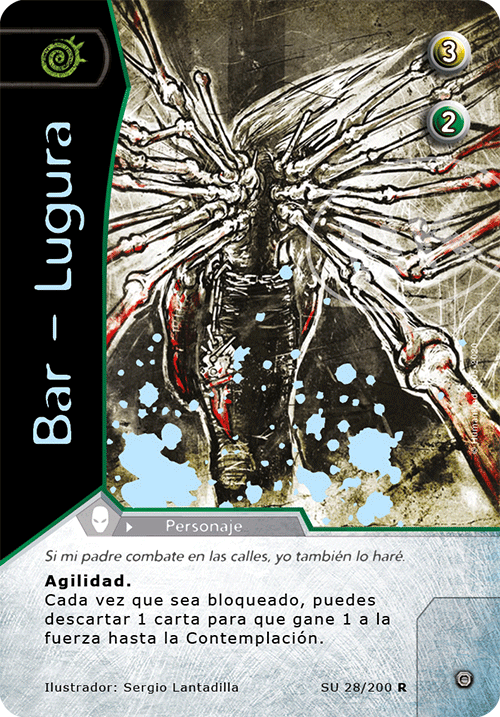 3
2
Bar – Lugura
Personaje
Si mi padre combate en las calles, yo también lo haré.
Agilidad.
Cada vez que sea bloqueado, puedes
descartar 1 carta para que gane 1 a la
fuerza hasta la Contemplación.
Ilustrador: Sergio Lantadilla
SU 28/200 R